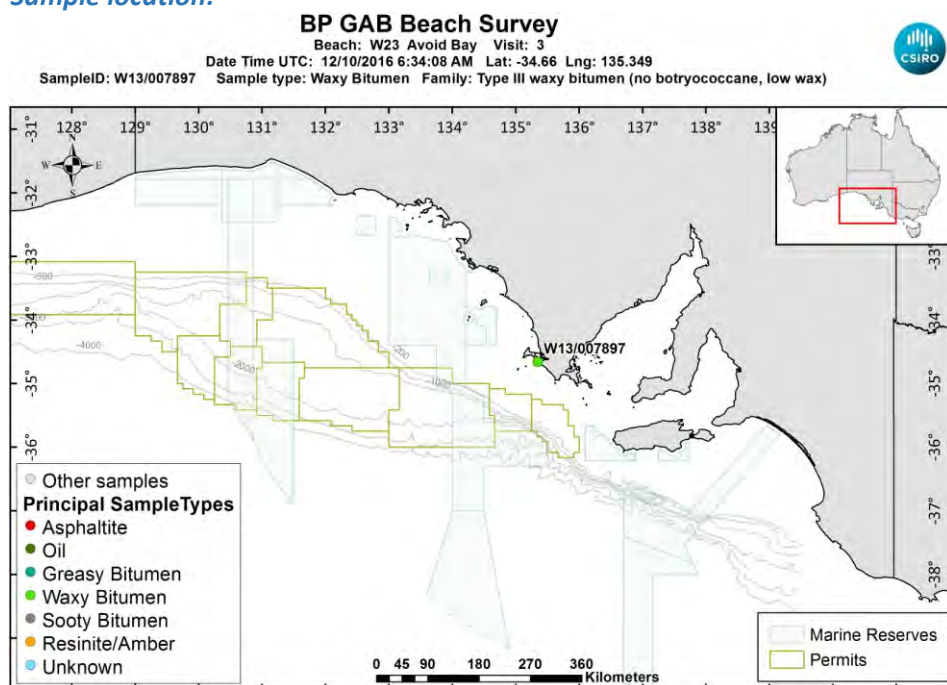 Sample location:
BP GAB Beach Survey
Beach: W23 Avoid Bay Visit: 3
Date Time UTC: 12/10/2016 6:34:08 AM Lat: -34.66 Lng: 135.349
SampleID: W13/007897 Sample type: Waxy Bitumen Family: Type III waxy bitumen (no botryococcane, low wax)
CSIRO
128° 129° 130° 131° 132° 133° 134° 135° 136° 137° 138° 139
-31°
-32°
-33°
-34°
-35°
-36°
-37°
-38°
-31°
-32°
-33°
-34°
-35°
-36°
-37°
-38°
N
W E
S
-500
-4000
-2000
-200
-1000
W13/007897
Other samples
Principal SampleTypes
Asphaltite
Oil
Greasy Bitumen
Waxy Bitumen
Sooty Bitumen
Resinite/Amber
Unknown
0 45 90 180 270 360
Kilometers
Marine Reserves
Permits